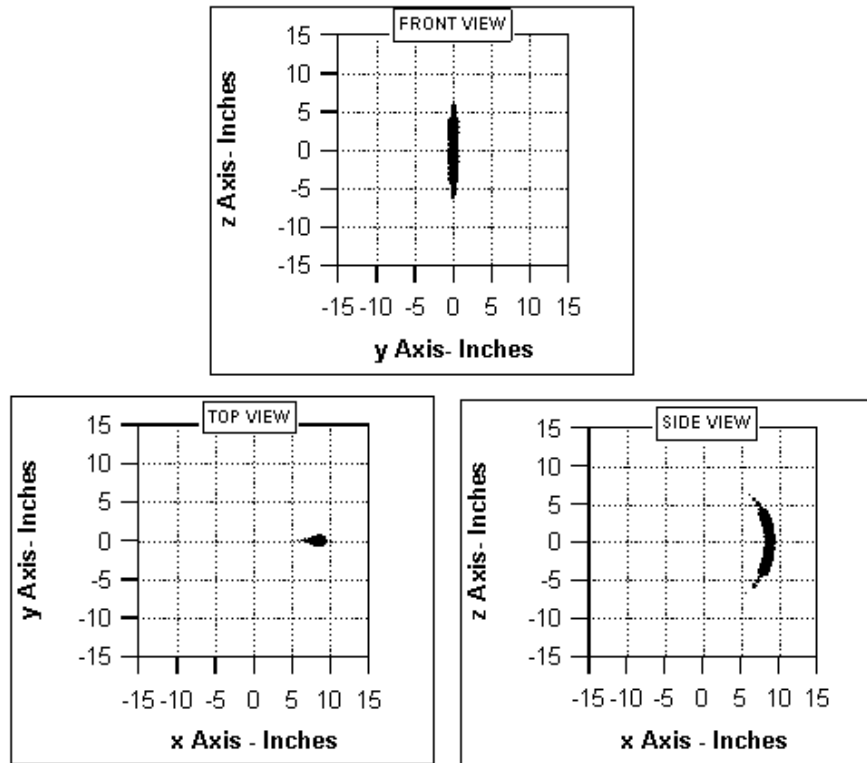 FRONT VIEW
15
10
5
0
-5
-10
-15
z Axis- Inches
-15 -10 -5 0 5 10 15
y Axis- Inches
TOP VIEW
15
10
5
0
-5
-10
-15
y Axis- Inches
-15 -10 -5 0 5 10 15
x Axis - Inches
SIDE VIEW
15
10
5
0
-5
-10
-15
z Axis- Inches
-15 -10 -5 0 5 10 15
x Axis - Inches